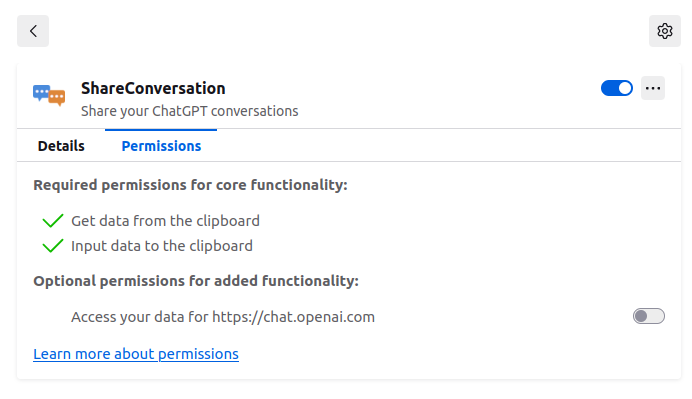 ShareConversation
Share your ChatGPT conversations
Details
Permissions
Required permissions for core functionality:
Get data from the clipboard
Input data to the clipboard
Optional permissions for added functionality:
Access your data for https://chat.openai.com
Learn more about permissions